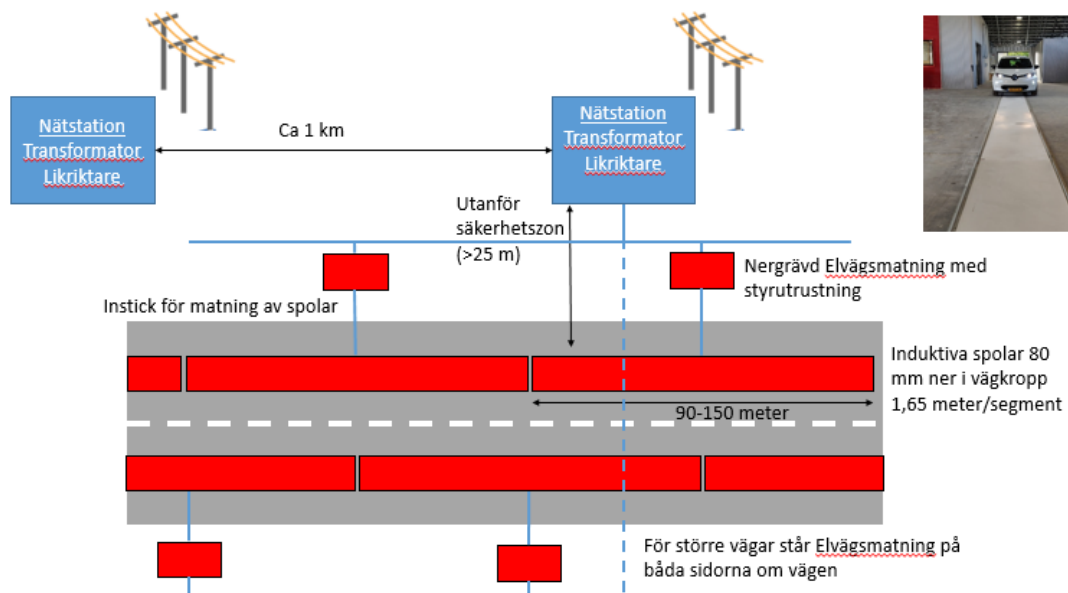 Nätstation
Transformator
Likriktare
Ca 1 km
Nätstation
Transformator
Likriktare
Utanför
säkerhetszon
(>25 m)
Nergrävd Elvägsmatning med
styrutrustning
Instick för matning av spolar
Induktiva spolar 80
mm ner i vägkropp
1,65 meter/segment
90-150 meter
För större vägar står Elvägsmatning på
båda sidorna om vägen